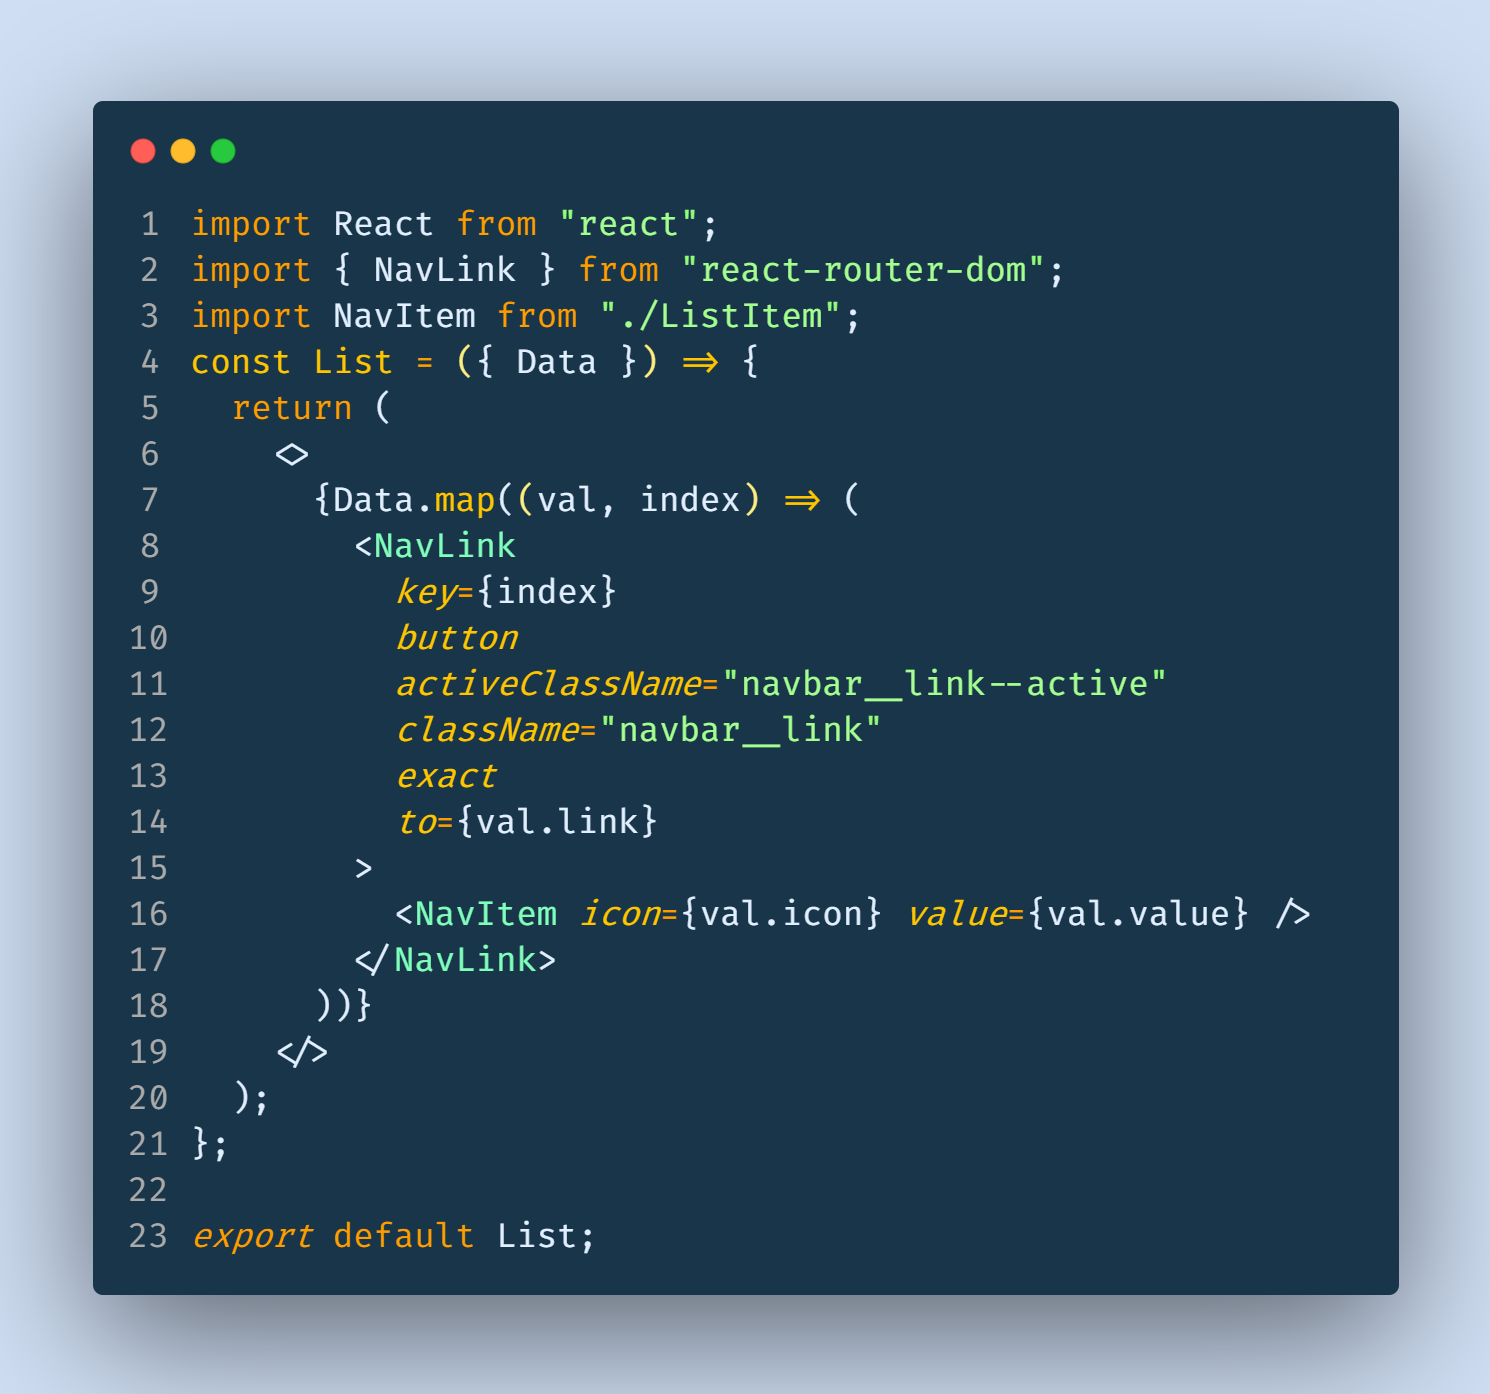 1 import React from "react";
2 import { NavLink } from "react-router-dom";
3 import NavItem from "./ListItem";
4 const List = ({ Data }) => {
5   return (
6     <>
7       {Data.map((val, index) => (
8         <NavLink
9           key={index}
10           button
11           activeClassName="navbar__link--active"
12           className="navbar__link"
13           exact
14           to={val.link}
15         >
16           <NavItem icon={val.icon} value={val.value} />
17         </NavLink>
18       ))}
19     </>
20   );
21 };
22
23 export default List;